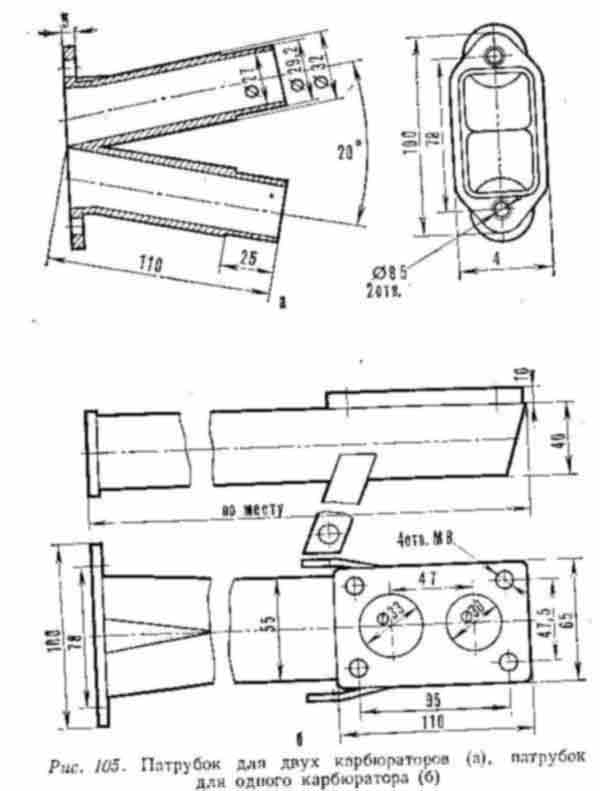 Ø27
Ø29,2
Ø32
20°
110
25
а
100
78
Ø8,5
2отв.
4
10
40
по месту
4отв. М8
100
78
55
47
Ø33
Ø30
47,5
65
95
110
б
Рис. 105. Патрубок для двух карбюраторов (а), патрубок
для одного карбюратора (б)